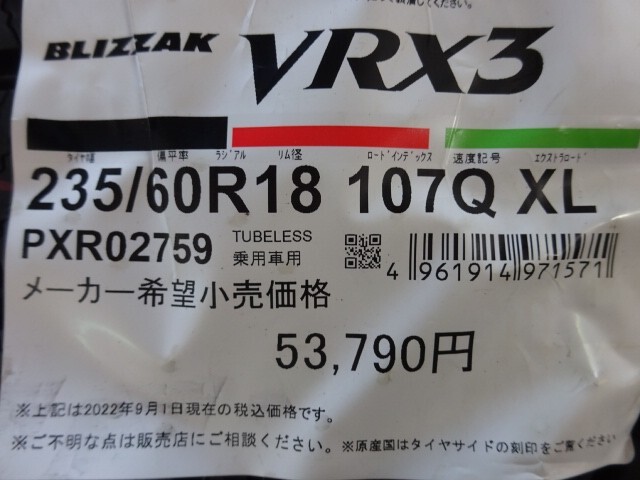 BLIZZAK VRX3
タイヤ幅 偏平率 ラジアル リム径 ロードインデックス 速度記号 エクストラロード
235/60R18 107Q XL
PXR02759 TUBELESS 乗用車用
4 961914 971571
メーカー希望小売価格
53,790円
※上記は2022年9月1日現在の税込価格です。
※ご不明な点は販売店にご相談ください。※原産国はタイヤサイドの刻印をご覧ください